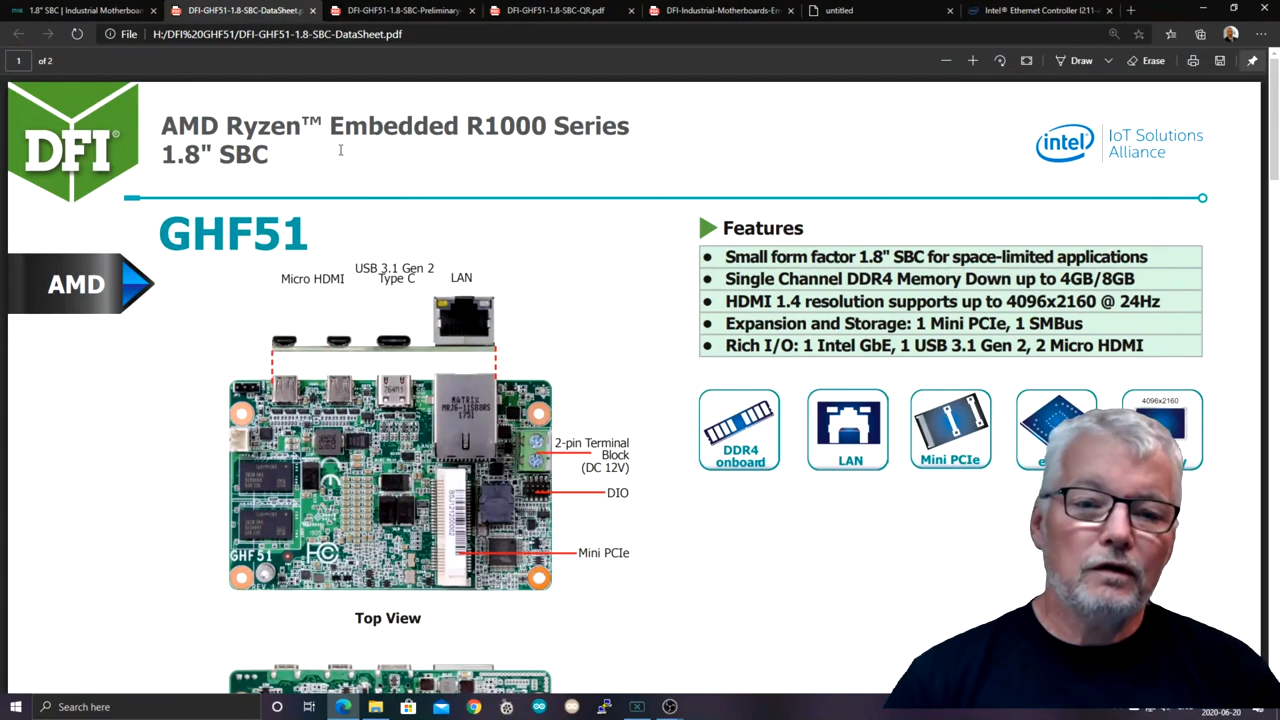 1.8" SBC | Industrial Motherboards
DFI-GHF51-1.8-SBC-DataSheet.p
DFI-GHF51-1.8-SBC-Preliminary
DFI-GHF51-1.8-SBC-QR.pdf
DFI-Industrial-Motherboards-E
untitled
Intel® Ethernet Controller I211-
File
H:/DFI%20GHF51/DFI-GHF51-1.8-SBC-DataSheet.pdf
1 of 2
Draw
Erase
DFI®
AMD Ryzen™ Embedded R1000 Series
1.8" SBC
intel
IoT Solutions
Alliance
GHF51
AMD
Micro HDMI
USB 3.1 Gen 2
Type C
LAN
MATRIX
2-pin Terminal
Block
(DC 12V)
DIO
Mini PCIe
GHF51
Top View
Features
Small form factor 1.8" SBC for space-limited applications
Single Channel DDR4 Memory Down up to 4GB/8GB
HDMI 1.4 resolution supports up to 4096x2160 @ 24Hz
Expansion and Storage: 1 Mini PCIe, 1 SMBus
Rich I/O: 1 Intel GbE, 1 USB 3.1 Gen 2, 2 Micro HDMI
DDR4
onboard
LAN
Mini PCIe
4096x2160
Search here
2020-06-20